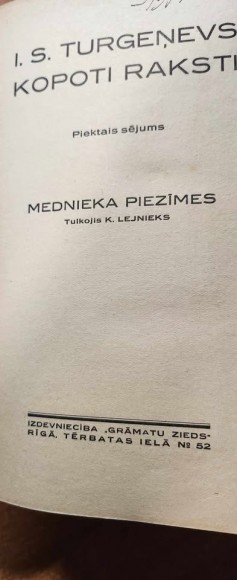 I. S. TURGEŅEVS
KOPOTI RAKSTI
Piektais sējums
MEDNIEKA PIEZĪMES
Tulkojis K. LEJNIEKS
IZDEVNIECĪBA „GRĀMATU ZIEDS“
RĪGĀ, TĒRBATAS IELĀ № 52